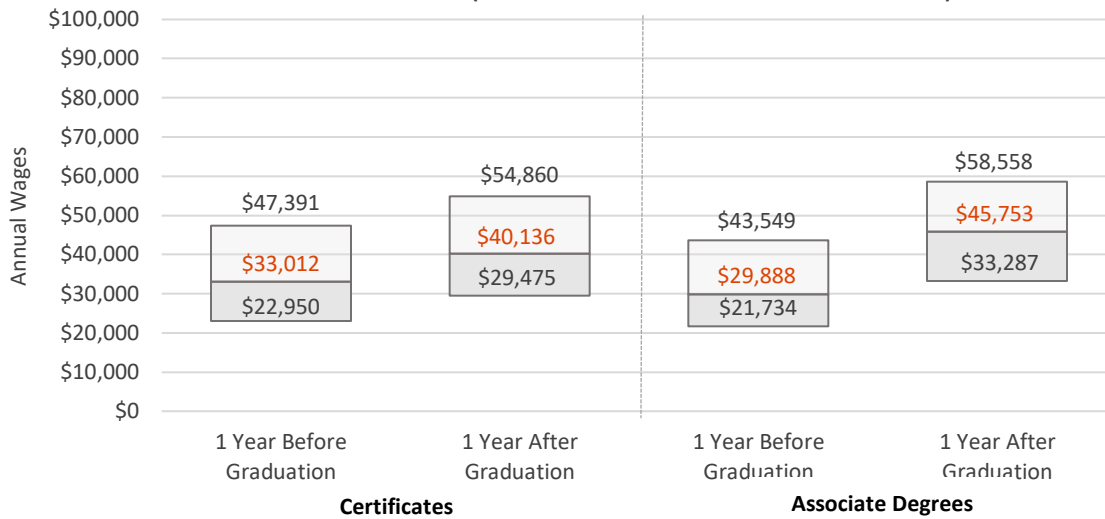 $100,000
$90,000
$80,000
$70,000
$60,000
$50,000
$40,000
$30,000
$20,000
$10,000
$0
Annual Wages
$47,391
$33,012
$22,950
$54,860
$40,136
$29,475
$43,549
$29,888
$21,734
$58,558
$45,753
$33,287
1 Year Before
Graduation
1 Year After
Graduation
1 Year Before
Graduation
1 Year After
Graduation
Certificates
Associate Degrees